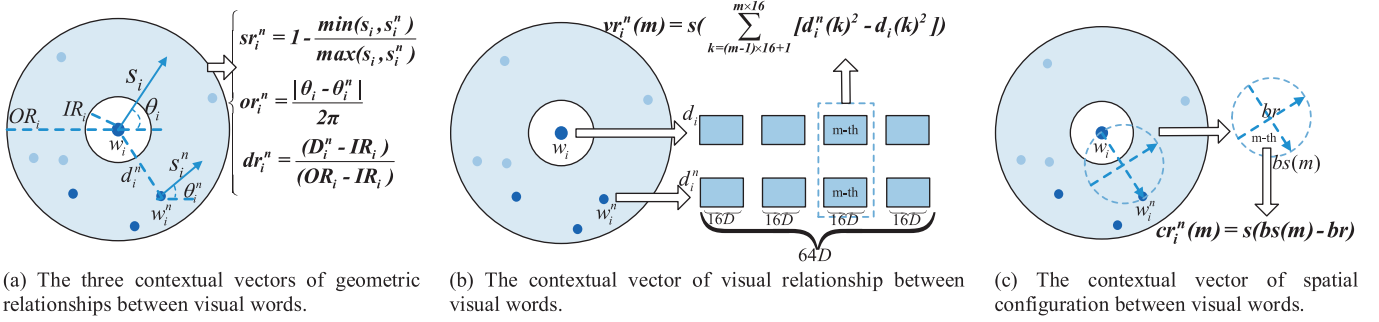 sr_i^n = 1 - min(s_i, s_i^n) / max(s_i, s_i^n)
or_i^n = |θ_i - θ_i^n| / 2π
dr_i^n = (D_i^n - IR_i) / (OR_i - IR_i)
s_i
IR_i
θ_i
OR_i
w_i
s_i^n
d_i^n
θ_i^n
w_i^n
(a) The three contextual vectors of geometric
relationships between visual words.
vr_i^n(m) = s( Σ_{k=(m-1)×16+1}^{m×16} [d_i^n(k)^2 - d_i(k)^2 ])
d_i
m-th
w_i
d_i^n
m-th
w_i^n
16D 16D 16D 16D
64D
(b) The contextual vector of visual relationship between
visual words.
br
w_i
m-th
bs(m)
w_i^n
cr_i^n(m) = s(bs(m) - br)
(c) The contextual vector of spatial
configuration between visual words.